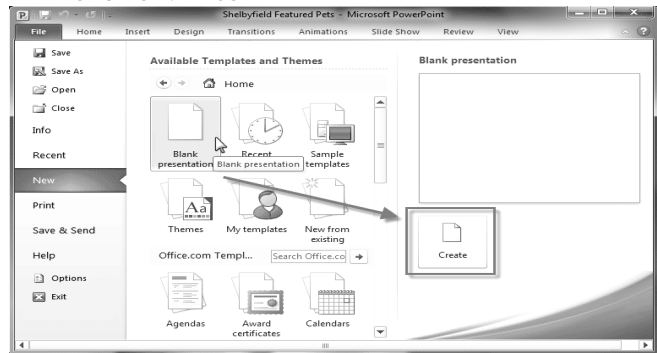 Shelbyfield Featured Pets - Microsoft PowerPoint
File Home Insert Design Transitions Animations Slide Show Review View
Save
Save As
Open
Close
Info
Recent
New
Print
Save & Send
Help
Options
Exit
Available Templates and Themes
Home
Blank presentation
Recent
Sample templates
Blank presentation
Themes
My templates
New from existing
Office.com Templ... Search Office.co
Agendas
Award certificates
Calendars
Blank presentation
Create